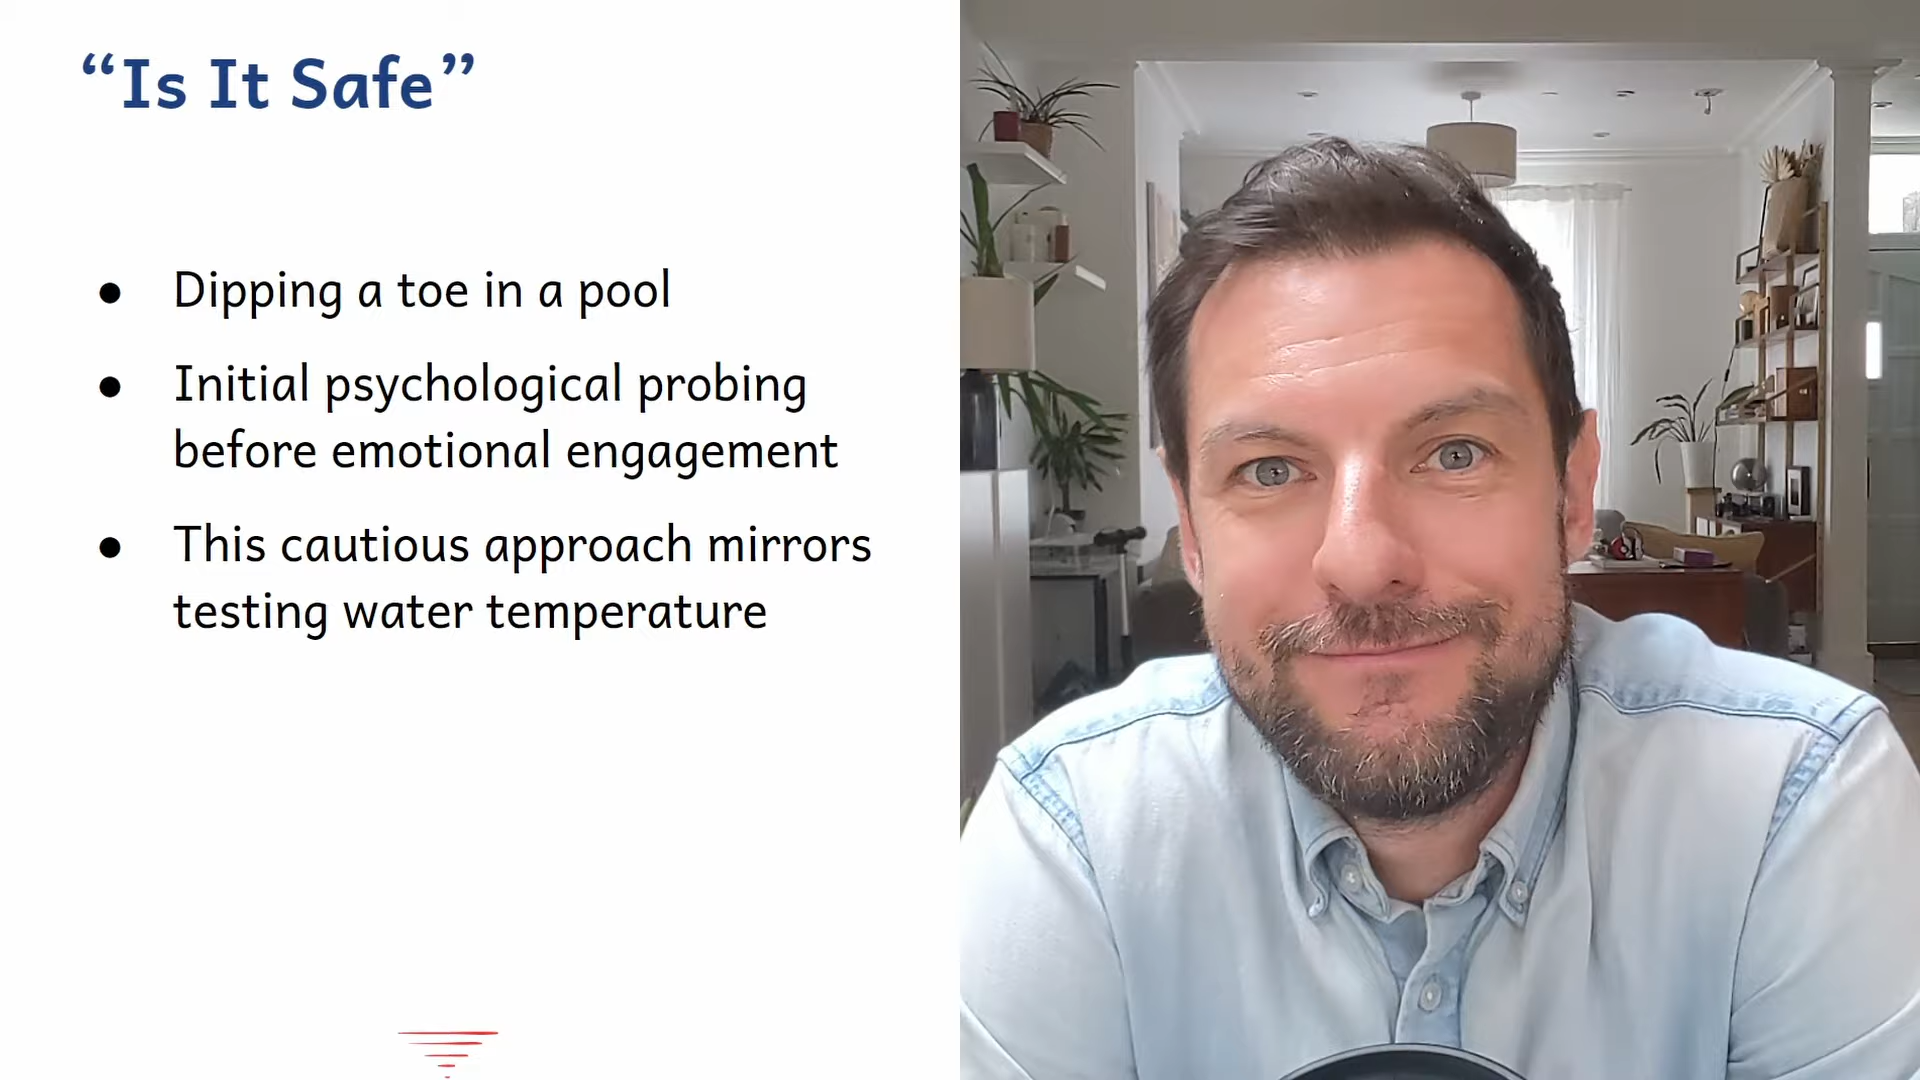 “Is It Safe”
● Dipping a toe in a pool
● Initial psychological probing
before emotional engagement
● This cautious approach mirrors
testing water temperature